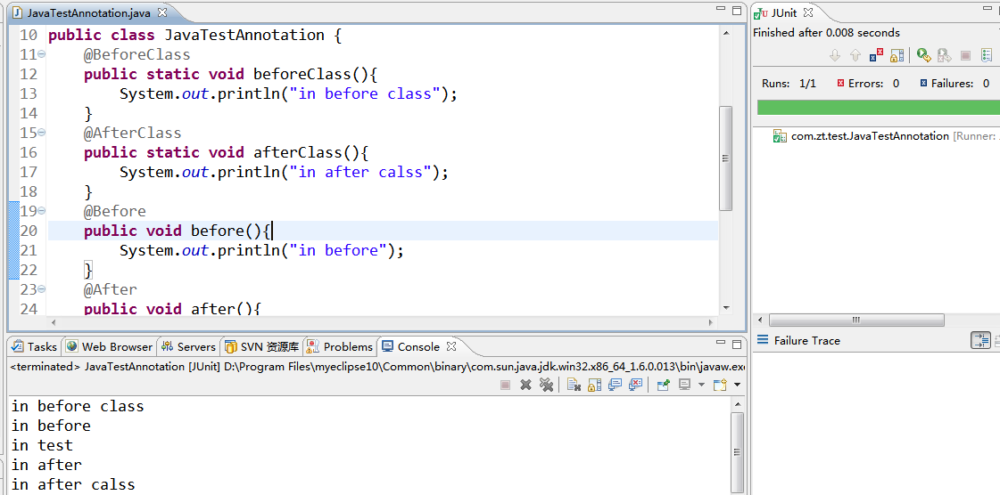 JavaTestAnnotation.java
10 public class JavaTestAnnotation {
11 @BeforeClass
12 public static void beforeClass(){
13 System.out.println("in before class");
14 }
15 @AfterClass
16 public static void afterClass(){
17 System.out.println("in after calss");
18 }
19 @Before
20 public void before(){
21 System.out.println("in before");
22 }
23 @After
24 public void after(){
JUnit
Finished after 0.008 seconds
Runs: 1/1 Errors: 0 Failures: 0
com.zt.test.JavaTestAnnotation [Runner:
Failure Trace
Tasks Web Browser Servers SVN 资源库 Problems Console
<terminated> JavaTestAnnotation [JUnit] D:\Program Files\myeclipse10\Common\binary\com.sun.java.jdk.win32.x86_64_1.6.0.013\bin\javaw.exe
in before class
in before
in test
in after
in after calss